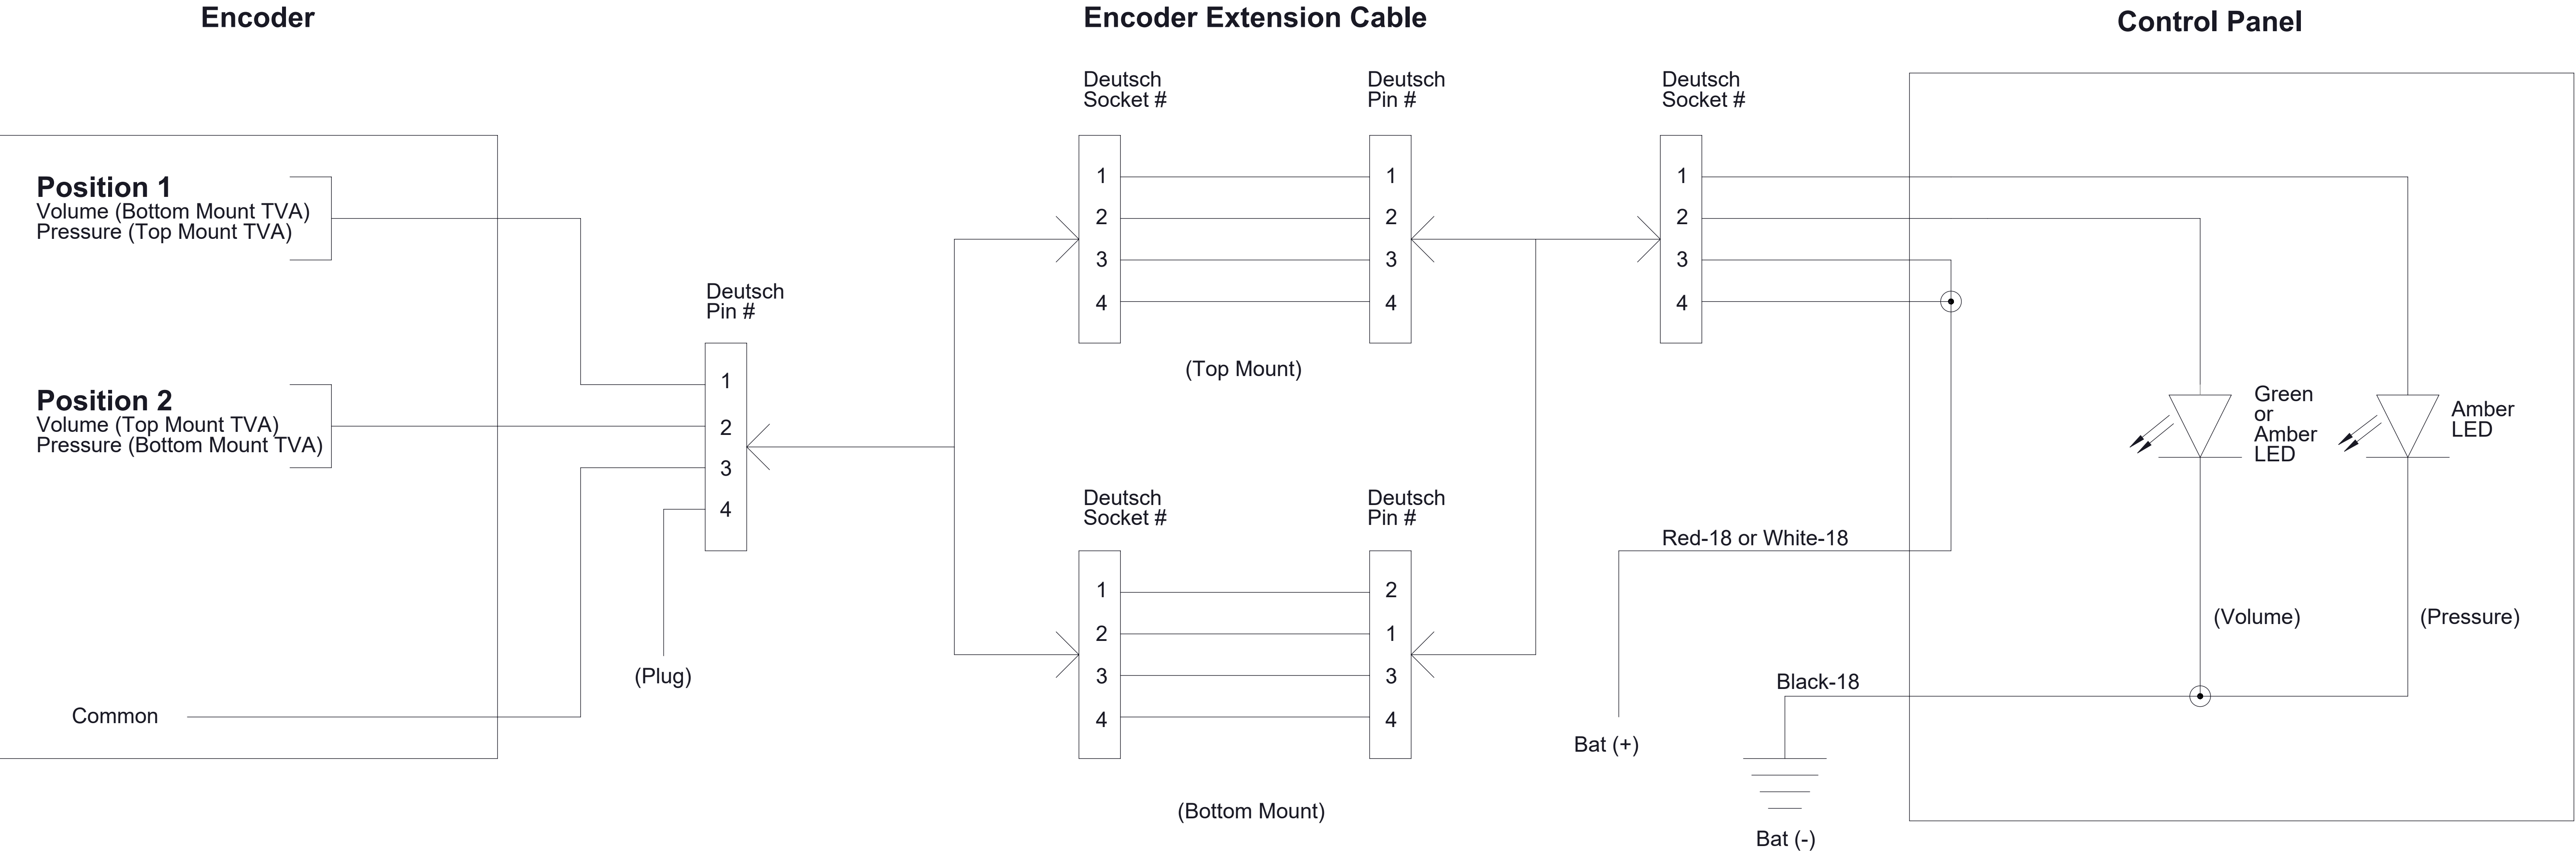 Encoder
Encoder Extension Cable
Control Panel
Position 1
Volume (Bottom Mount TVA)
Pressure (Top Mount TVA)
Position 2
Volume (Top Mount TVA)
Pressure (Bottom Mount TVA)
Common
Deutsch
Pin #
1
2
3
4
(Plug)
Deutsch
Socket #
1
2
3
4
Deutsch
Pin #
1
2
3
4
(Top Mount)
Deutsch
Socket #
1
2
3
4
Deutsch
Pin #
2
1
3
4
(Bottom Mount)
Deutsch
Socket #
1
2
3
4
Red-18 or White-18
Bat (+)
Black-18
Bat (-)
Green
or
Amber
LED
Amber
LED
(Volume)
(Pressure)